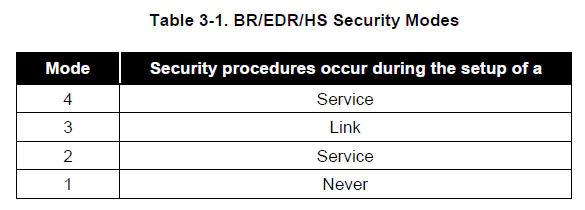 Table 3-1. BR/EDR/HS Security Modes
Mode Security procedures occur during the setup of a
4 Service
3 Link
2 Service
1 Never